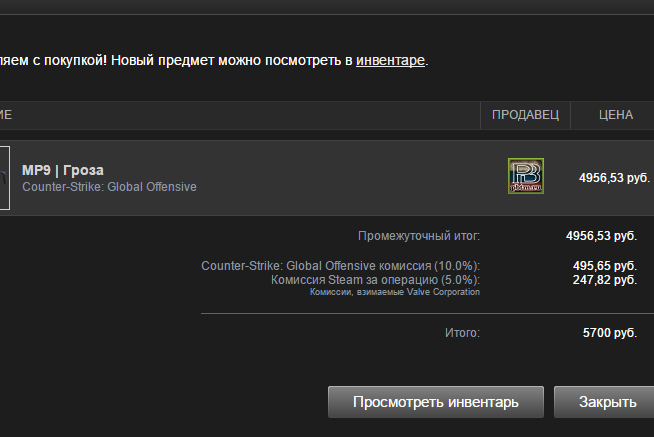 ляем с покупкой! Новый предмет можно посмотреть в инвентаре.
ИЕ ПРОДАВЕЦ ЦЕНА
MP9 | Гроза
Counter-Strike: Global Offensive
4956,53 руб.
Промежуточный итог: 4956,53 руб.
Counter-Strike: Global Offensive комиссия (10.0%): 495,65 руб.
Комиссия Steam за операцию (5.0%): 247,82 руб.
Комиссии, взимаемые Valve Corporation
Итого: 5700 руб.
Просмотреть инвентарь Закрыть